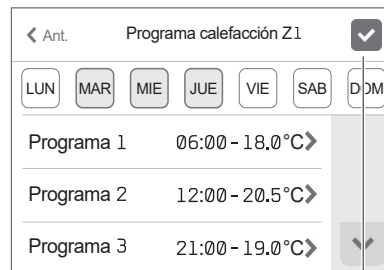 Ant. Programa calefacción Z1
LUN MAR MIE JUE VIE SAB DOM
Programa 1 06:00 - 18.0°C
Programa 2 12:00 - 20.5°C
Programa 3 21:00 - 19.0°C